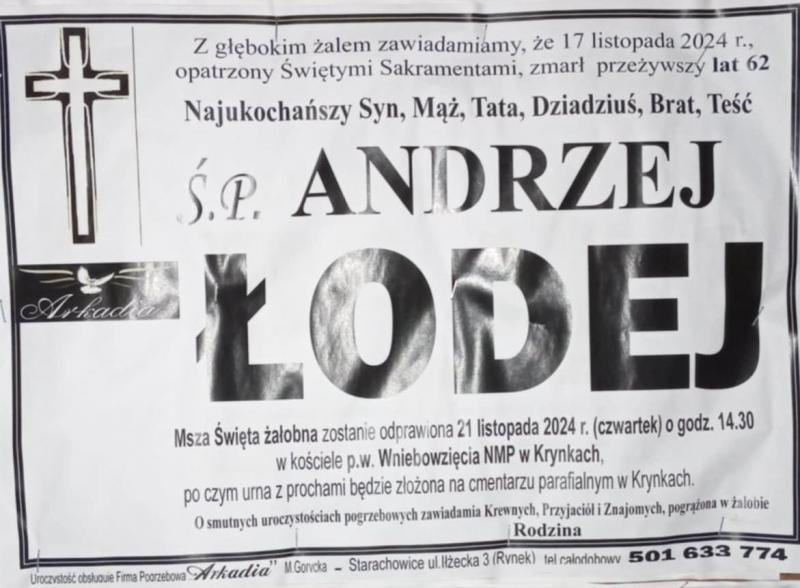 Z głębokim żalem zawiadamiamy, że 17 listopada 2024 r.,
opatrzony Świętymi Sakramentami, zmarł przeżywszy lat 62
Najukochańszy Syn, Mąż, Tata, Dziadziuś, Brat, Teść
Ś.P. ANDRZEJ
ŁODEJ
Arkadia
Msza Święta żałobna zostanie odprawiona 21 listopada 2024 r. (czwartek) o godz. 14.30
w kościele p.w. Wniebowzięcia NMP w Krynkach,
po czym urna z prochami będzie złożona na cmentarzu parafialnym w Krynkach.
O smutnych uroczystościach pogrzebowych zawiadamia Krewnych, Przyjaciół i Znajomych, pogrążona w żałobie
Rodzina
Uroczystość obsługuje Firma Pogrzebowa "Arkadia" M.Gorycka – Starachowice ul.Iłżecka 3 (Rynek) tel.całodobowy 501 633 774